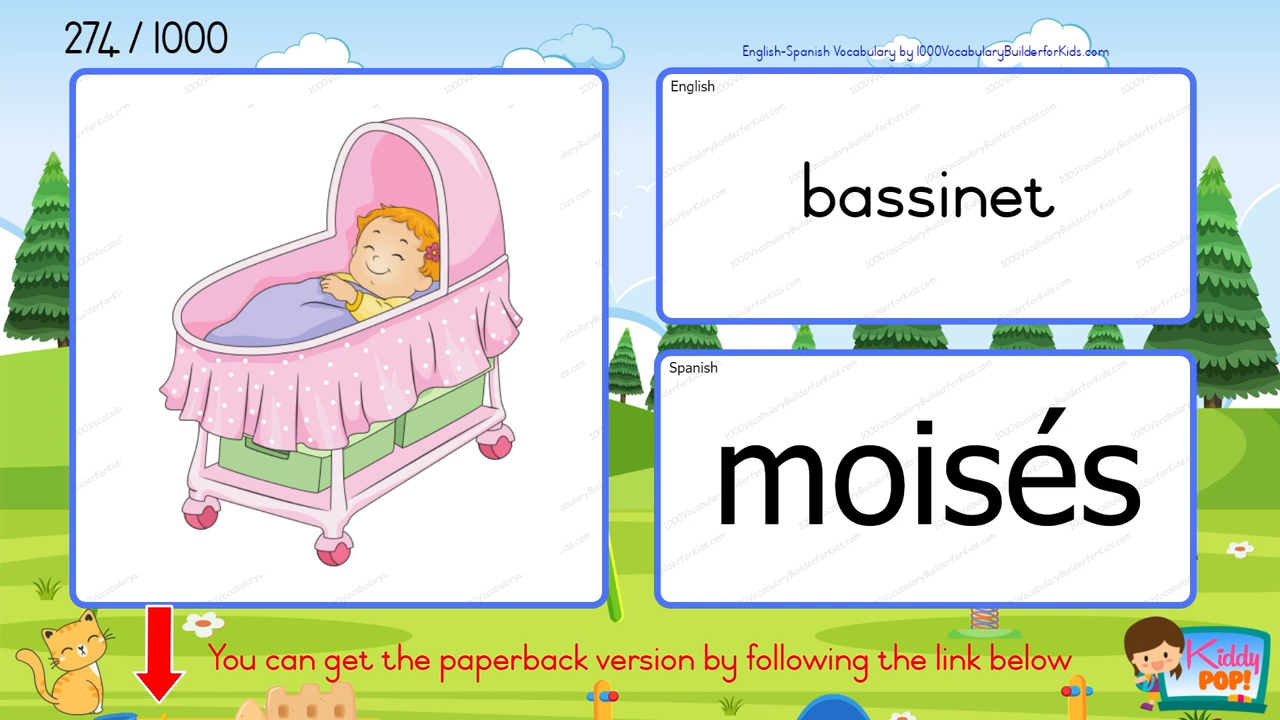 274 / 1000
English-Spanish Vocabulary by 1000VocabularyBuilderforKids.com
English
bassinet
Spanish
moisés
You can get the paperback version by following the link below
Kiddy
POP!